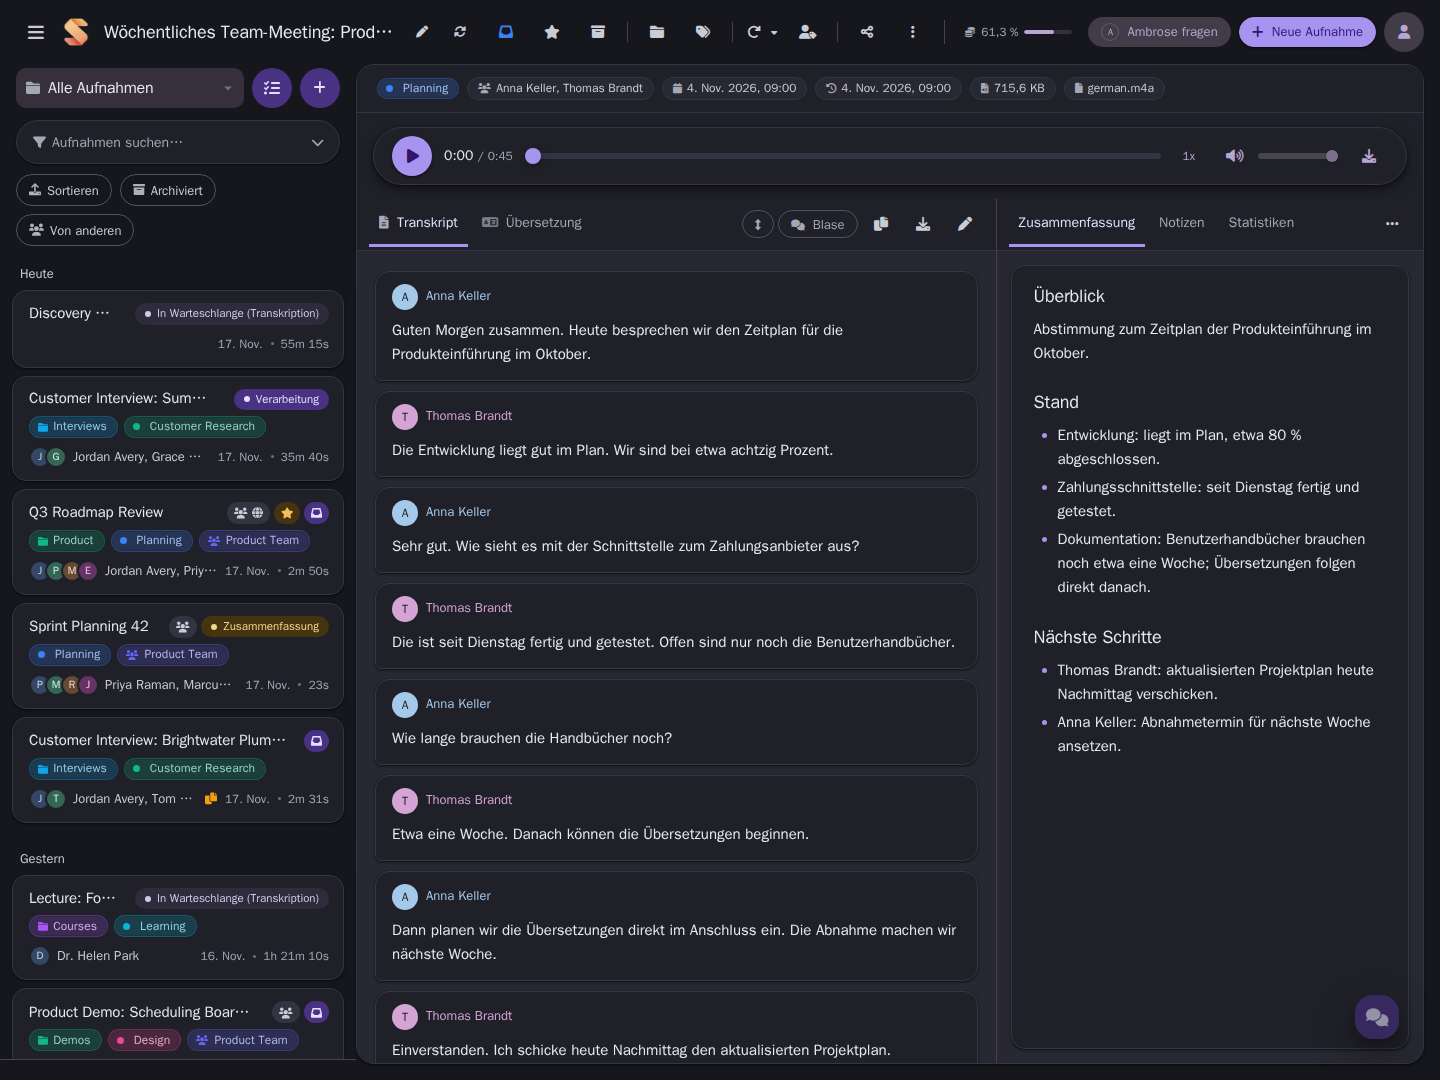 Wöchentliches Team-Meeting: Prod…
61,3 %
A Ambrose fragen
+ Neue Aufnahme
Alle Aufnahmen
Aufnahmen suchen…
Sortieren
Archiviert
Von anderen
Heute
Discovery …
In Warteschlange (Transkription)
17. Nov. • 55m 15s
Customer Interview: Sum…
Verarbeitung
Interviews
Customer Research
J G Jordan Avery, Grace … 17. Nov. • 35m 40s
Q3 Roadmap Review
Product
Planning
Product Team
J P M E Jordan Avery, Priy… 17. Nov. • 2m 50s
Sprint Planning 42
Zusammenfassung
Planning
Product Team
P M R J Priya Raman, Marcu… 17. Nov. • 23s
Customer Interview: Brightwater Plum…
Interviews
Customer Research
J T Jordan Avery, Tom … 17. Nov. • 2m 31s
Gestern
Lecture: Fo…
In Warteschlange (Transkription)
Courses
Learning
D Dr. Helen Park 16. Nov. • 1h 21m 10s
Product Demo: Scheduling Boar…
Demos
Design
Product Team
Planning
Anna Keller, Thomas Brandt
4. Nov. 2026, 09:00
4. Nov. 2026, 09:00
715,6 KB
german.m4a
0:00 / 0:45
1x
Transkript
Übersetzung
Blase
A Anna Keller
Guten Morgen zusammen. Heute besprechen wir den Zeitplan für die
Produkteinführung im Oktober.
T Thomas Brandt
Die Entwicklung liegt gut im Plan. Wir sind bei etwa achtzig Prozent.
A Anna Keller
Sehr gut. Wie sieht es mit der Schnittstelle zum Zahlungsanbieter aus?
T Thomas Brandt
Die ist seit Dienstag fertig und getestet. Offen sind nur noch die Benutzerhandbücher.
A Anna Keller
Wie lange brauchen die Handbücher noch?
T Thomas Brandt
Etwa eine Woche. Danach können die Übersetzungen beginnen.
A Anna Keller
Dann planen wir die Übersetzungen direkt im Anschluss ein. Die Abnahme machen wir
nächste Woche.
T Thomas Brandt
Einverstanden. Ich schicke heute Nachmittag den aktualisierten Projektplan.
Zusammenfassung
Notizen
Statistiken
Überblick
Abstimmung zum Zeitplan der Produkteinführung im
Oktober.
Stand
• Entwicklung: liegt im Plan, etwa 80 %
abgeschlossen.
• Zahlungsschnittstelle: seit Dienstag fertig und
getestet.
• Dokumentation: Benutzerhandbücher brauchen
noch etwa eine Woche; Übersetzungen folgen
direkt danach.
Nächste Schritte
• Thomas Brandt: aktualisierten Projektplan heute
Nachmittag verschicken.
• Anna Keller: Abnahmetermin für nächste Woche
ansetzen.